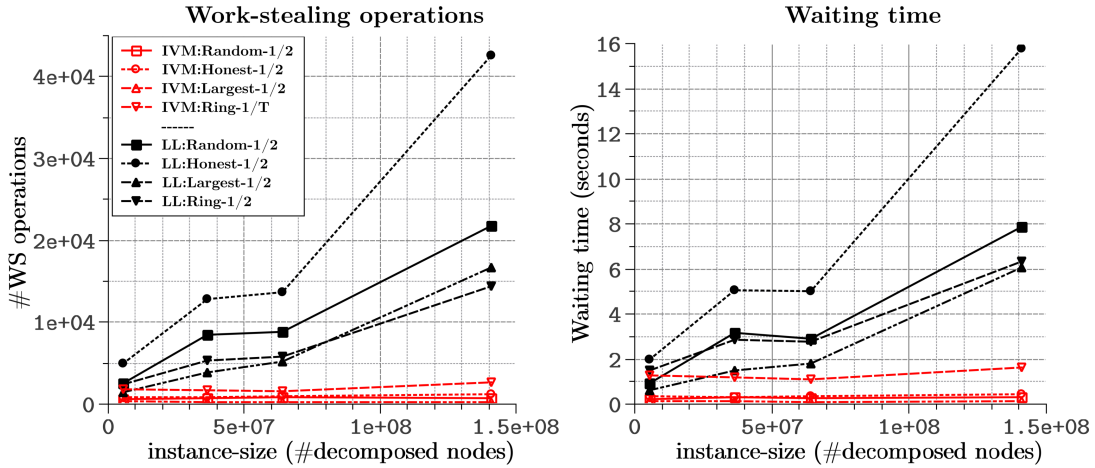 Work-stealing operations
#WS operations
4e+04
3e+04
2e+04
1e+04
0
IVM:Random-1/2
IVM:Honest-1/2
IVM:Largest-1/2
IVM:Ring-1/T
------
LL:Random-1/2
LL:Honest-1/2
LL:Largest-1/2
LL:Ring-1/2
0 5e+07 1e+08 1.5e+08
instance-size (#decomposed nodes)
Waiting time
Waiting time (seconds)
16
14
12
10
8
6
4
2
0
0 5e+07 1e+08 1.5e+08
instance-size (#decomposed nodes)